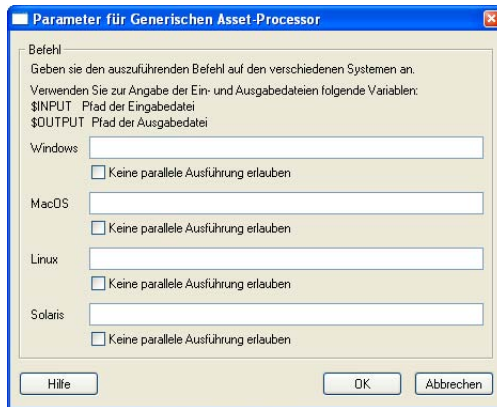 Parameter für Generischen Asset-Processor
Befehl
Geben sie den auszuführenden Befehl auf den verschiedenen Systemen an.
Verwenden Sie zur Angabe der Ein- und Ausgabedateien folgende Variablen:
$INPUT Pfad der Eingabedatei
$OUTPUT Pfad der Ausgabedatei
Windows
Keine parallele Ausführung erlauben
MacOS
Keine parallele Ausführung erlauben
Linux
Keine parallele Ausführung erlauben
Solaris
Keine parallele Ausführung erlauben
Hilfe OK Abbrechen